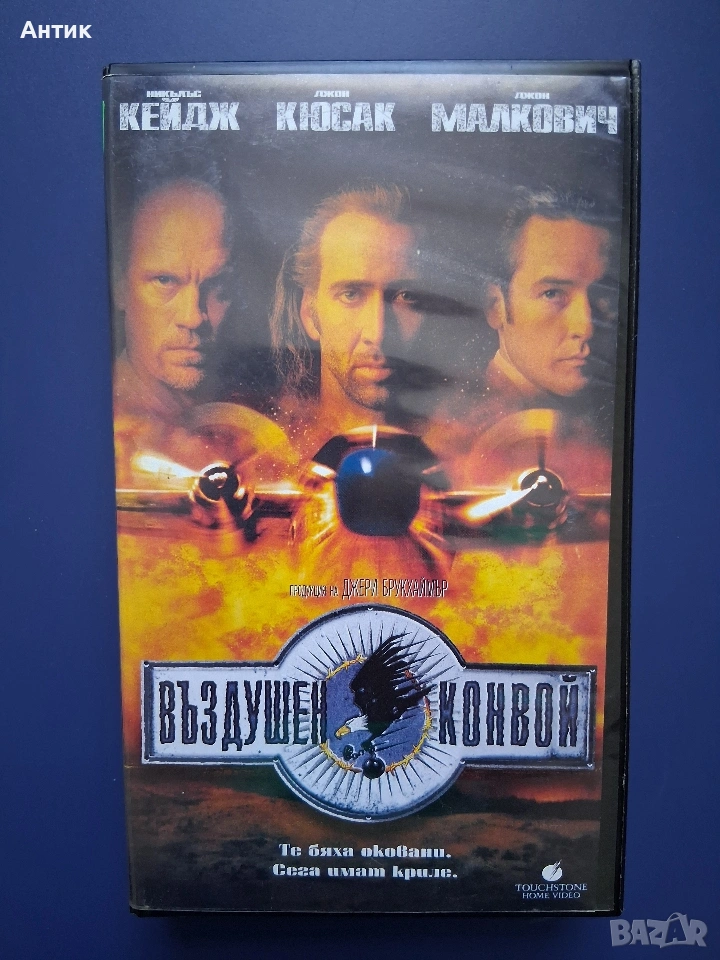 Антик
НИКЪЛЪС ДЖОН ДЖОН
КЕЙДЖ КЮСАК МАЛКОВИЧ
ПРОДУКЦИЯ НА ДЖЕРИ БРУКХАЙМЪР
ВЪЗДУШЕН КОНВОЙ
Те бяха оковани.
Сега имат криле.
TOUCHSTONE
HOME VIDEO
BAZAR